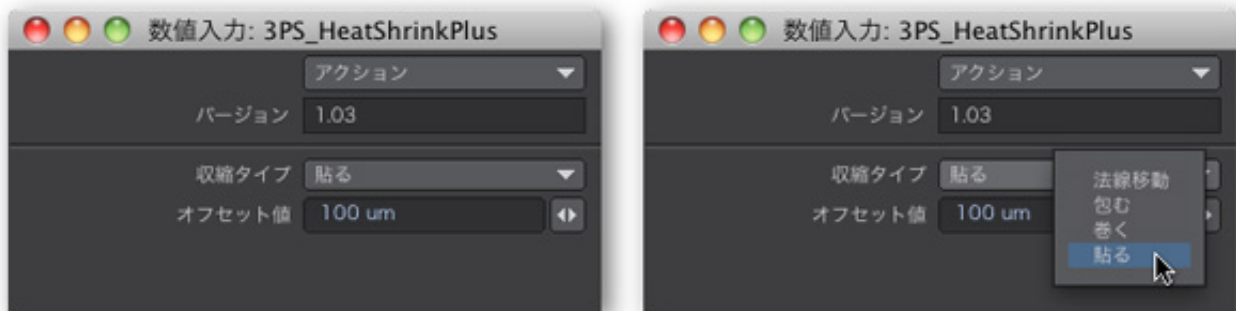 数値入力: 3PS_HeatShrinkPlus
アクション
バージョン 1.03
収縮タイプ 貼る
オフセット値 100 um
数値入力: 3PS_HeatShrinkPlus
アクション
バージョン 1.03
収縮タイプ 貼る
オフセット値 100 um
法線移動
包む
巻く
貼る